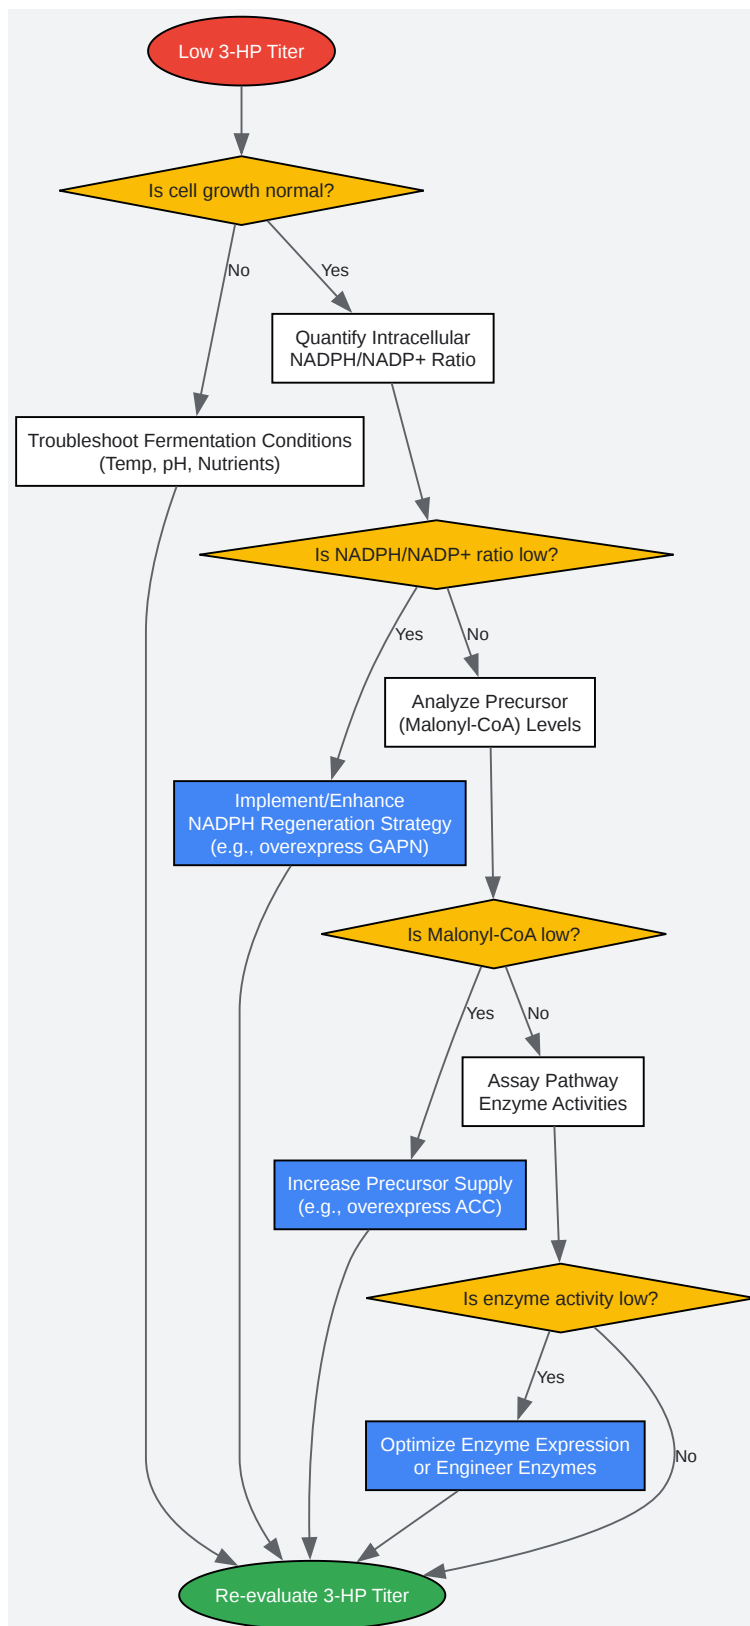 Low 3-HP Titer
Is cell growth normal?
No
Yes
Quantify Intracellular
NADPH/NADP+ Ratio
Troubleshoot Fermentation Conditions
(Temp, pH, Nutrients)
Is NADPH/NADP+ ratio low?
Yes
No
Analyze Precursor
(Malonyl-CoA) Levels
Implement/Enhance
NADPH Regeneration Strategy
(e.g., overexpress GAPN)
Is Malonyl-CoA low?
Yes
No
Assay Pathway
Enzyme Activities
Increase Precursor Supply
(e.g., overexpress ACC)
Is enzyme activity low?
Yes
Optimize Enzyme Expression
or Engineer Enzymes
No
Re-evaluate 3-HP Titer